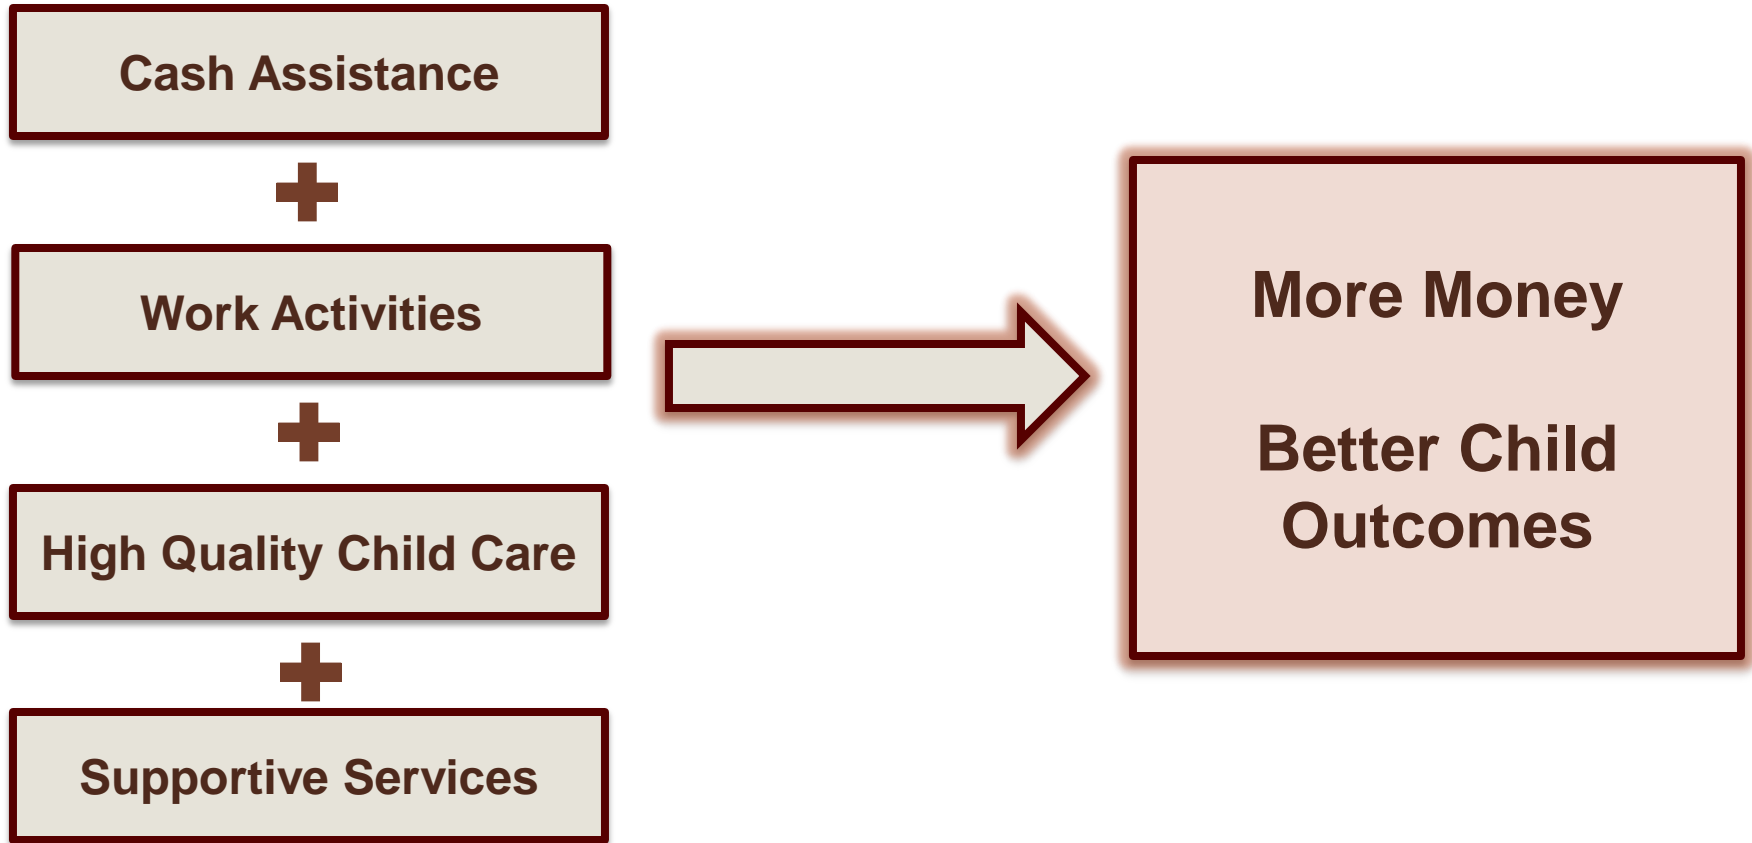 Cash Assistance
Work Activities
High Quality Child Care
Supportive Services
More Money
Better Child
Outcomes